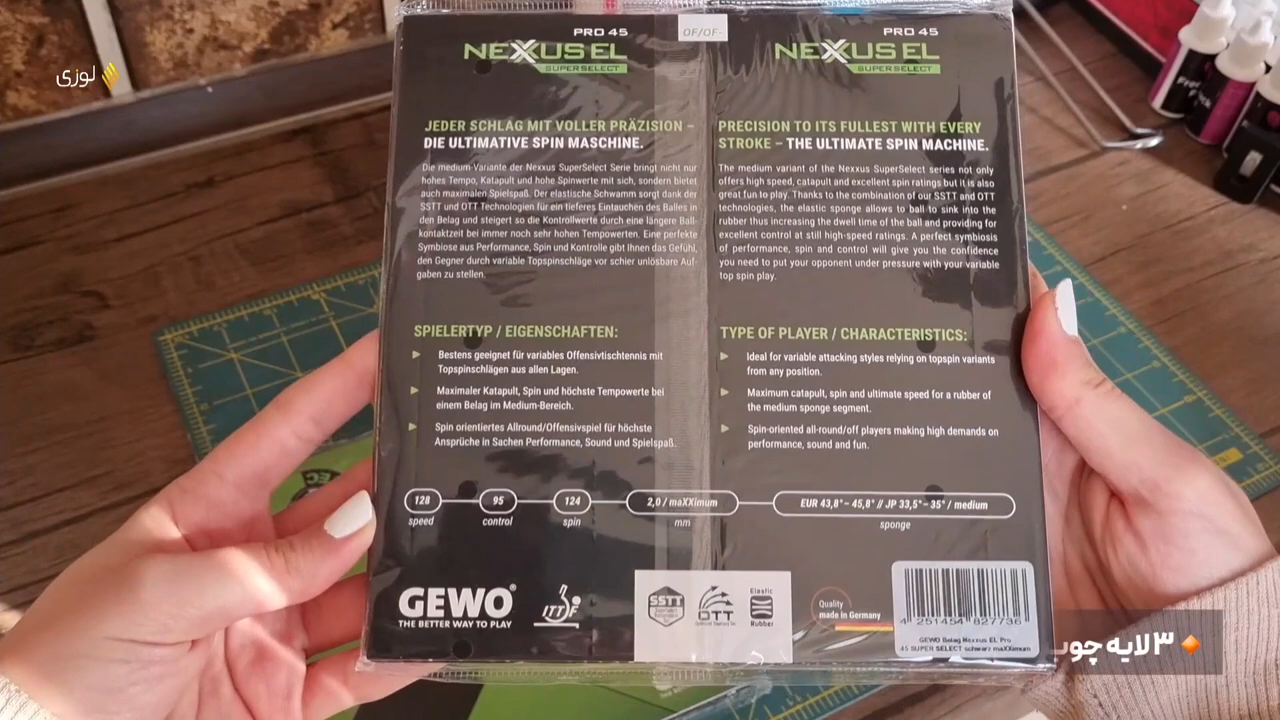 لوزی
PRO 45
NEXXUS EL
SUPERSELECT
OF/OF-
PRO 45
NEXXUS EL
SUPERSELECT
JEDER SCHLAG MIT VOLLER PRÄZISION –
DIE ULTIMATIVE SPIN MASCHINE.
Die medium-Variante der Nexxus SuperSelect Serie bringt nicht nur
hohes Tempo, Katapult und hohe Spinwerte mit sich, sondern bietet
auch maximalen Spielspaß. Der elastische Schwamm sorgt dank der
SSTT und OTT Technologien für ein tieferes Eintauchen des Balles in
den Belag und steigert so die Kontrollwerte durch eine längere Ball-
kontaktzeit bei immer noch sehr hohen Tempowerten. Eine perfekte
Symbiose aus Performance, Spin und Kontrolle gibt Ihnen das Gefühl,
den Gegner durch variable Topspinschläge vor schier unlösbare Auf-
gaben zu stellen.
SPIELERTYP / EIGENSCHAFTEN:
Bestens geeignet für variables Offensivtischtennis mit
Topspinschlägen aus allen Lagen.
Maximaler Katapult, Spin und höchste Tempowerte bei
einem Belag im Medium-Bereich.
Spin orientiertes Allround/Offensivspiel für höchste
Ansprüche in Sachen Performance, Sound und Spielspaß.
PRECISION TO ITS FULLEST WITH EVERY
STROKE – THE ULTIMATE SPIN MACHINE.
The medium variant of the Nexxus SuperSelect series not only
offers high speed, catapult and excellent spin ratings but it is also
great fun to play. Thanks to the combination of our SSTT and OTT
technologies, the elastic sponge allows to ball to sink into the
rubber thus increasing the dwell time of the ball and providing for
excellent control at still high-speed ratings. A perfect symbiosis
of performance, spin and control will give you the confidence
you need to put your opponent under pressure with your variable
top spin play.
TYPE OF PLAYER / CHARACTERISTICS:
Ideal for variable attacking styles relying on topspin variants
from any position.
Maximum catapult, spin and ultimate speed for a rubber of
the medium sponge segment.
Spin-oriented all-round/off players making high demands on
performance, sound and fun.
128 95 124 2,0 / maXXimum EUR 43,8° – 45,8° // JP 33,5° – 35° / medium
speed control spin mm sponge
GEWO®
THE BETTER WAY TO PLAY
ITTF
SSTT
OTT
Elastic
Rubber
Quality
made in Germany
4 251454 827736
GEWO Belag Nexxus EL Pro
45 SUPER SELECT schwarz maXXimum
۳ لایه چوب